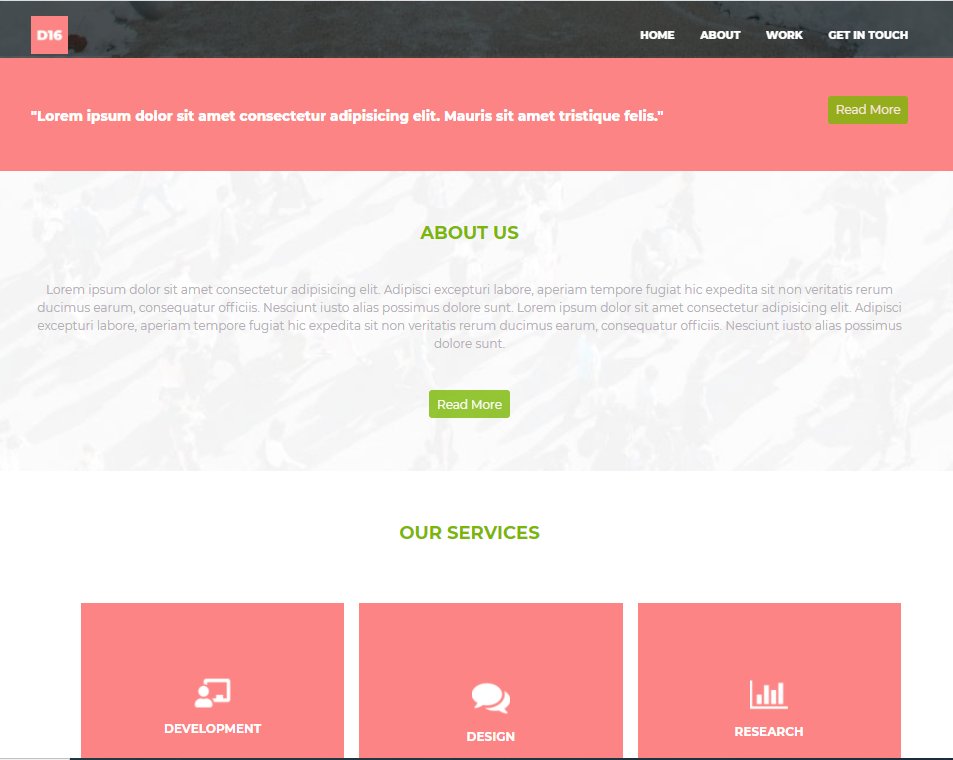 D16
HOME ABOUT WORK GET IN TOUCH
"Lorem ipsum dolor sit amet consectetur adipisicing elit. Mauris sit amet tristique felis."
Read More
ABOUT US
Lorem ipsum dolor sit amet consectetur adipisicing elit. Adipisci excepturi labore, aperiam tempore fugiat hic expedita sit non veritatis rerum
ducimus earum, consequatur officiis. Nesciunt iusto alias possimus dolore sunt. Lorem ipsum dolor sit amet consectetur adipisicing elit. Adipisci
excepturi labore, aperiam tempore fugiat hic expedita sit non veritatis rerum ducimus earum, consequatur officiis. Nesciunt iusto alias possimus
dolore sunt.
Read More
OUR SERVICES
DEVELOPMENT
DESIGN
RESEARCH